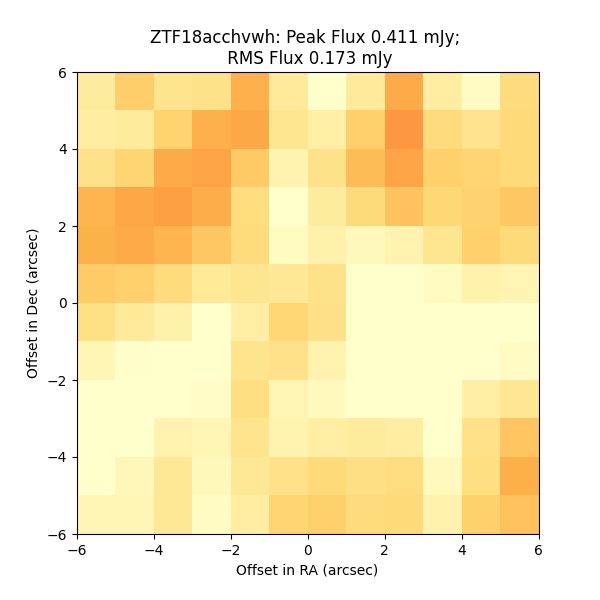 ZTF18acchvwh: Peak Flux 0.411 mJy;
RMS Flux 0.173 mJy
6
4
2
0
−2
−4
−6
Offset in Dec (arcsec)
−6 −4 −2 0 2 4 6
Offset in RA (arcsec)